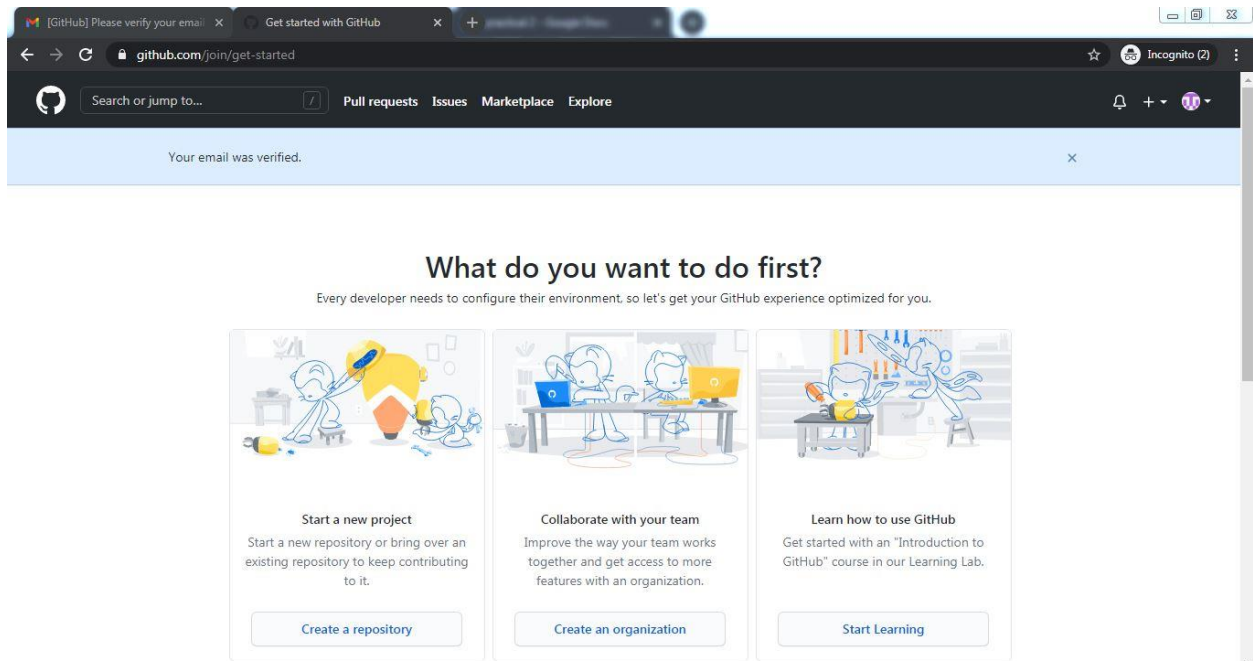 [GitHub] Please verify your email
Get started with GitHub
github.com/join/get-started
Incognito (2)
Search or jump to...
/
Pull requests Issues Marketplace Explore
Your email was verified.
What do you want to do first?
Every developer needs to configure their environment, so let's get your GitHub experience optimized for you.
Start a new project
Start a new repository or bring over an
existing repository to keep contributing
to it.
Create a repository
Collaborate with your team
Improve the way your team works
together and get access to more
features with an organization.
Create an organization
Learn how to use GitHub
Get started with an "Introduction to
GitHub" course in our Learning Lab.
Start Learning